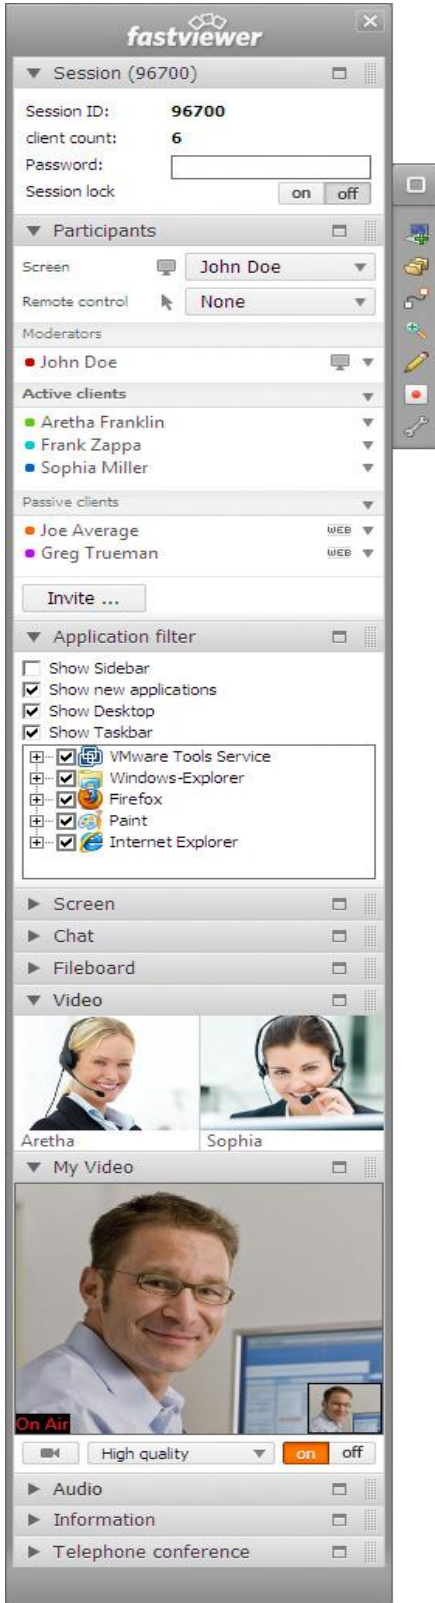 fastviewer
Session (96700)
Session ID: 96700
client count: 6
Password:
Session lock on off
Participants
Screen John Doe
Remote control None
Moderators
John Doe
Active clients
Aretha Franklin
Frank Zappa
Sophia Miller
Passive clients
Joe Average WEB
Greg Trueman WEB
Invite ...
Application filter
Show Sidebar
Show new applications
Show Desktop
Show Taskbar
VMware Tools Service
Windows-Explorer
Firefox
Paint
Internet Explorer
Screen
Chat
Fileboard
Video
Aretha Sophia
My Video
On Air
High quality on off
Audio
Information
Telephone conference